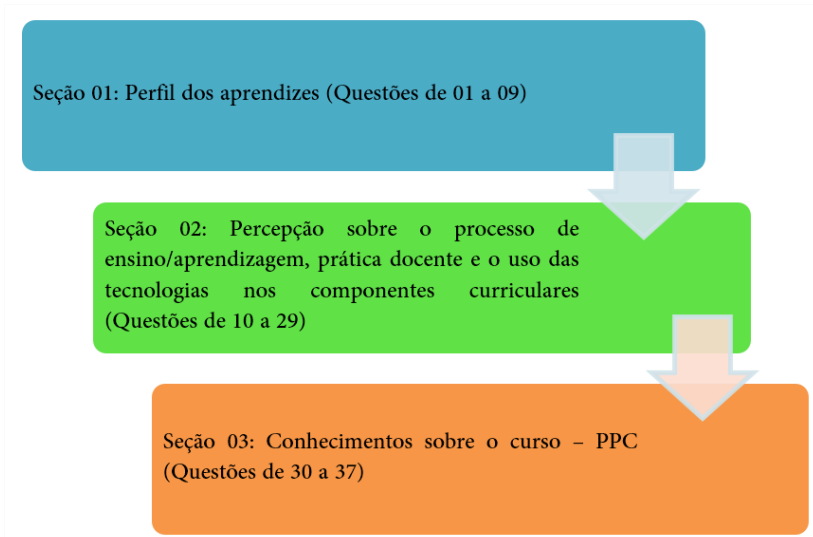 Seção 01: Perfil dos aprendizes (Questões de 01 a 09)
Seção 02: Percepção sobre o processo de
ensino/aprendizagem, prática docente e o uso das
tecnologias nos componentes curriculares
(Questões de 10 a 29)
Seção 03: Conhecimentos sobre o curso – PPC
(Questões de 30 a 37)